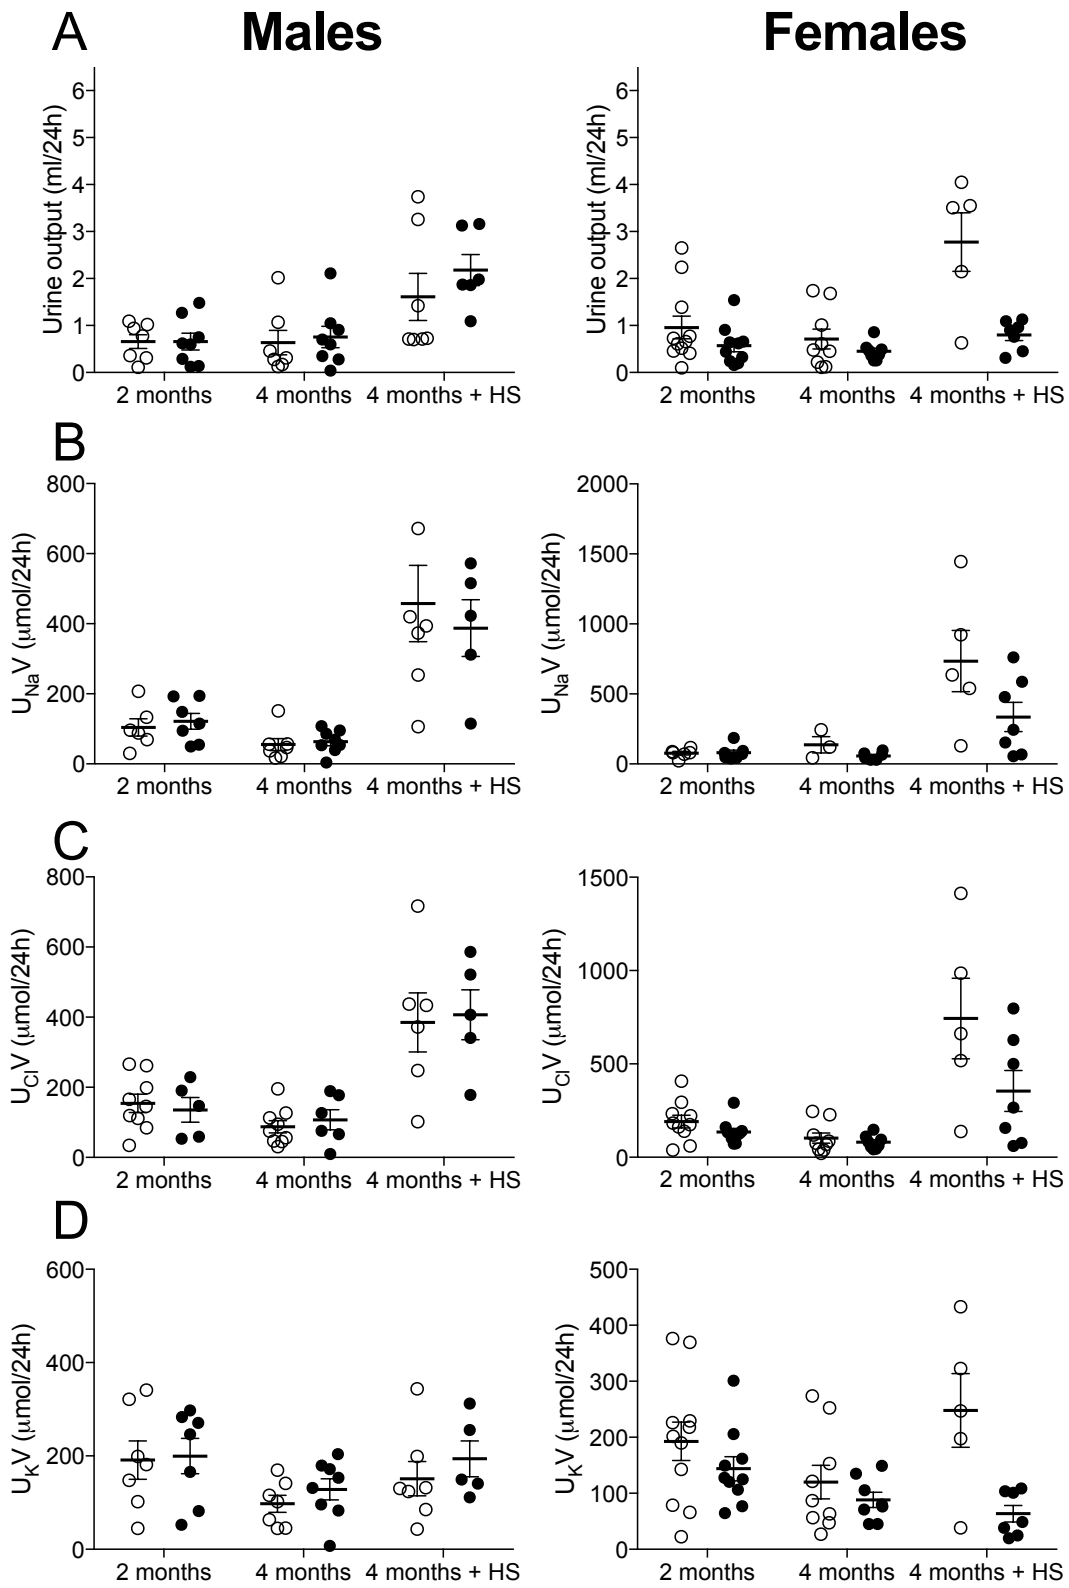 A Males Females
Urine output (ml/24h)
6
5
4
3
2
1
0
2 months 4 months 4 months + HS
Urine output (ml/24h)
6
5
4
3
2
1
0
2 months 4 months 4 months + HS
B
U_NaV (μmol/24h)
800
600
400
200
0
2 months 4 months 4 months + HS
U_NaV (μmol/24h)
2000
1500
1000
500
0
2 months 4 months 4 months + HS
C
U_ClV (μmol/24h)
800
600
400
200
0
2 months 4 months 4 months + HS
U_ClV (μmol/24h)
1500
1000
500
0
2 months 4 months 4 months + HS
D
U_KV (μmol/24h)
600
400
200
0
2 months 4 months 4 months + HS
U_KV (μmol/24h)
500
400
300
200
100
0
2 months 4 months 4 months + HS